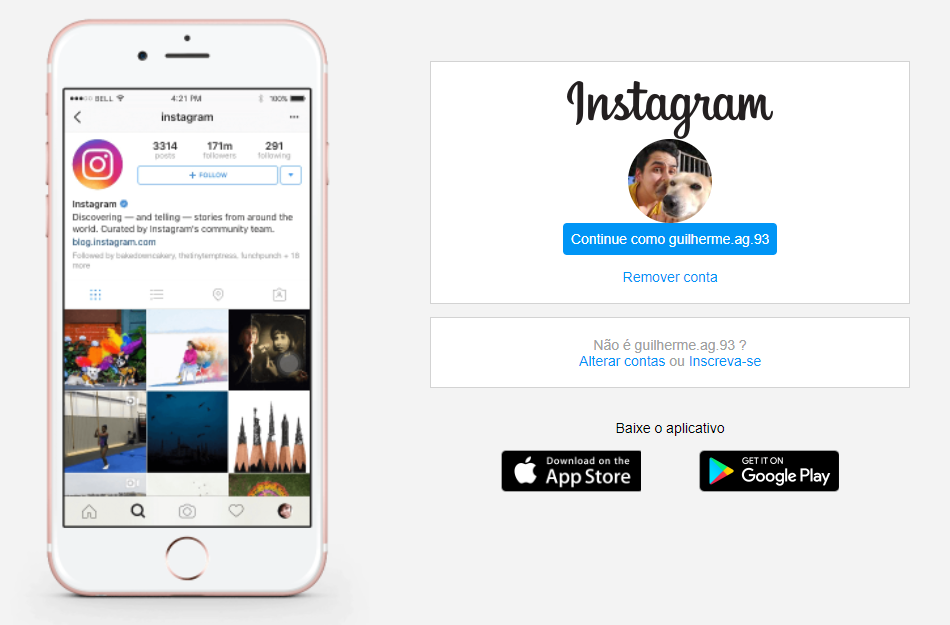 BELL
4:21 PM
100%
instagram
3314
171m
291
posts
followers
following
+ FOLLOW
Instagram
Discovering — and telling — stories from around the
world. Curated by Instagram's community team.
blog.instagram.com
Followed by bakedowncakery, thetinytemptress, lunchpunch + 18
more
Instagram
Continue como guilherme.ag.93
Remover conta
Não é guilherme.ag.93 ?
Alterar contas ou Inscreva-se
Baixe o aplicativo
Download on the
App Store
GET IT ON
Google Play